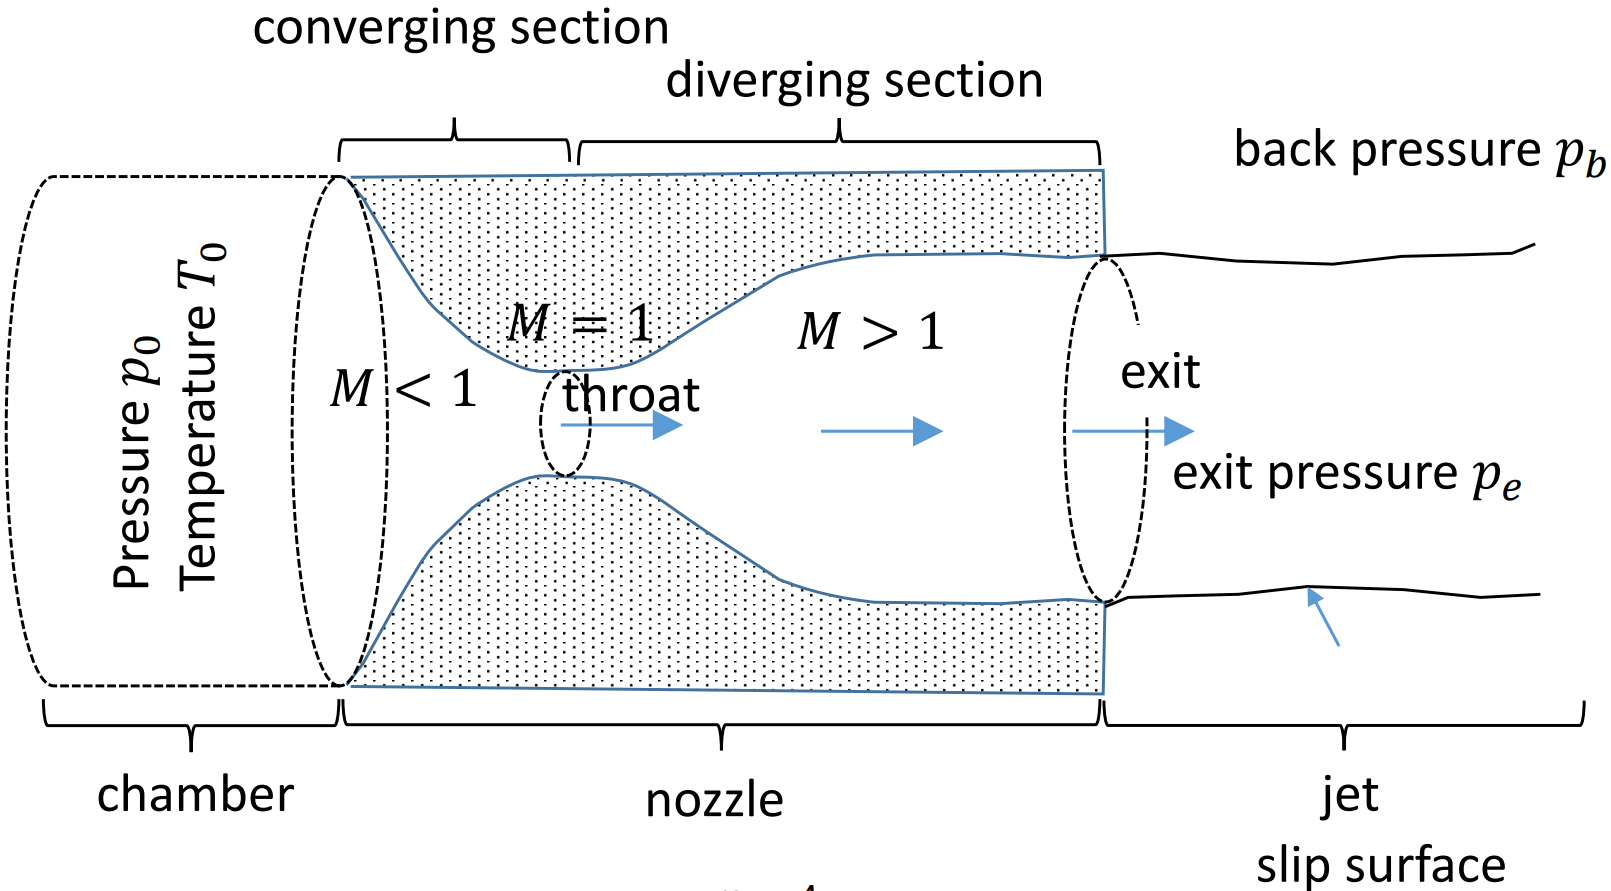 converging section
diverging section
back pressure p_b
Pressure p_0
Temperature T_0
M = 1
M > 1
M < 1
throat
exit
exit pressure p_e
chamber
nozzle
jet
slip surface